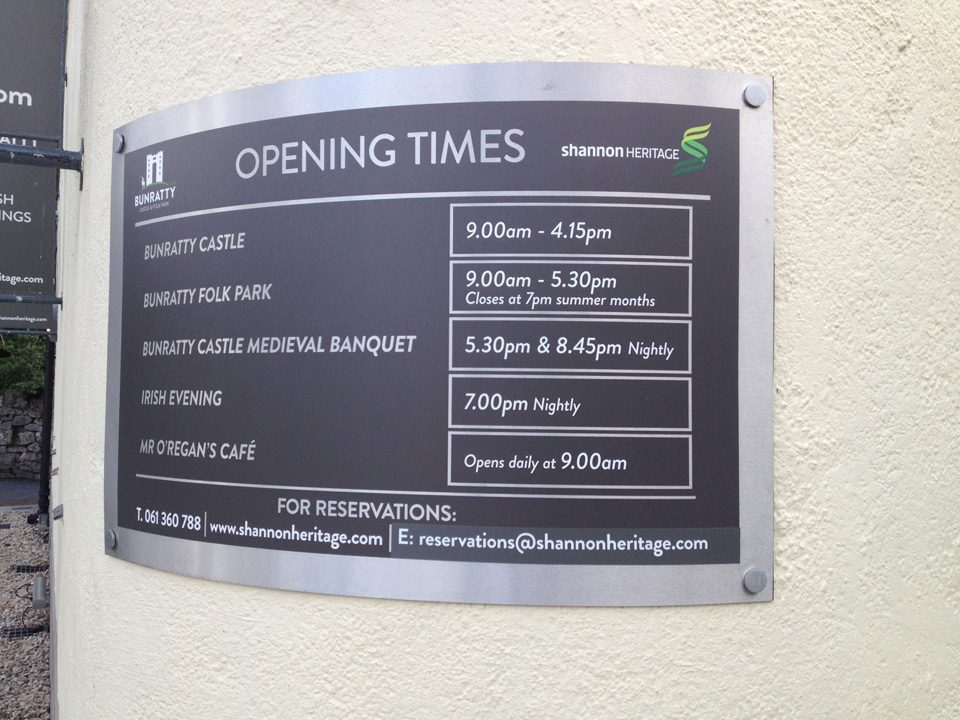 om
SH
INGS
itage.com
OPENING TIMES
BUNRATTY
CASTLE & FOLK PARK
shannon HERITAGE
BUNRATTY CASTLE
9.00am - 4.15pm
BUNRATTY FOLK PARK
9.00am - 5.30pm
Closes at 7pm summer months
BUNRATTY CASTLE MEDIEVAL BANQUET
5.30pm & 8.45pm Nightly
IRISH EVENING
7.00pm Nightly
MR O'REGAN'S CAFÉ
Opens daily at 9.00am
FOR RESERVATIONS:
T. 061 360 788 | www.shannonheritage.com | E: reservations@shannonheritage.com